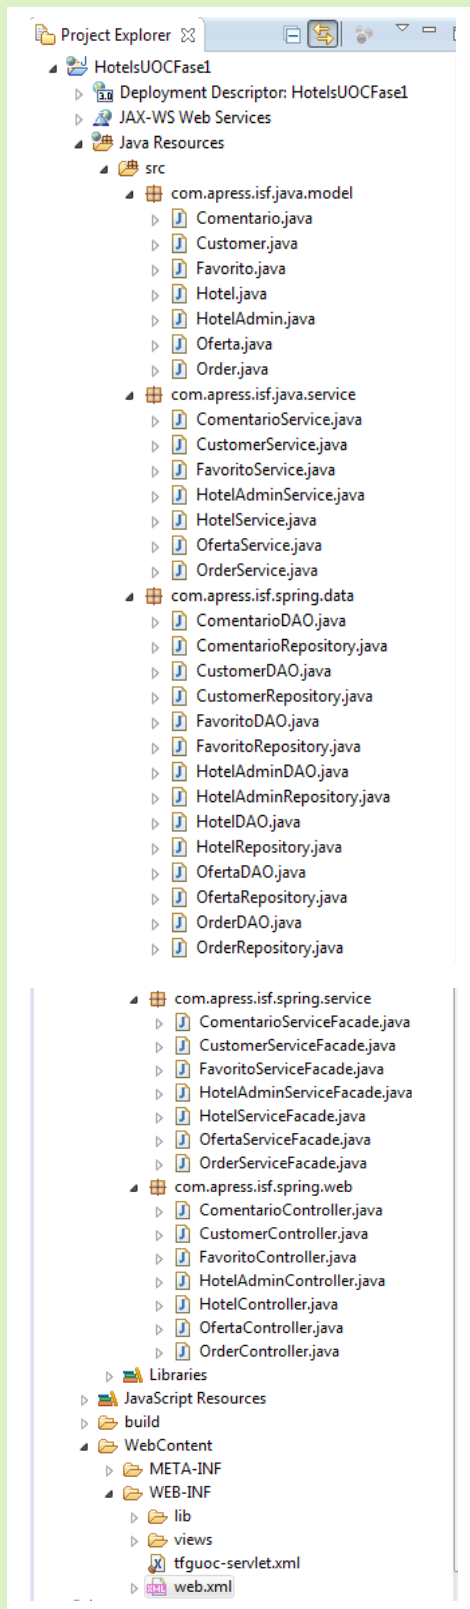 Project Explorer
HotelsUOCFase1
Deployment Descriptor: HotelsUOCFase1
JAX-WS Web Services
Java Resources
src
com.apress.isf.java.model
Comentario.java
Customer.java
Favorito.java
Hotel.java
HotelAdmin.java
Oferta.java
Order.java
com.apress.isf.java.service
ComentarioService.java
CustomerService.java
FavoritoService.java
HotelAdminService.java
HotelService.java
OfertaService.java
OrderService.java
com.apress.isf.spring.data
ComentarioDAO.java
ComentarioRepository.java
CustomerDAO.java
CustomerRepository.java
FavoritoDAO.java
FavoritoRepository.java
HotelAdminDAO.java
HotelAdminRepository.java
HotelDAO.java
HotelRepository.java
OfertaDAO.java
OfertaRepository.java
OrderDAO.java
OrderRepository.java
com.apress.isf.spring.service
ComentarioServiceFacade.java
CustomerServiceFacade.java
FavoritoServiceFacade.java
HotelAdminServiceFacade.java
HotelServiceFacade.java
OfertaServiceFacade.java
OrderServiceFacade.java
com.apress.isf.spring.web
ComentarioController.java
CustomerController.java
FavoritoController.java
HotelAdminController.java
HotelController.java
OfertaController.java
OrderController.java
Libraries
JavaScript Resources
build
WebContent
META-INF
WEB-INF
lib
views
tfguoc-servlet.xml
web.xml